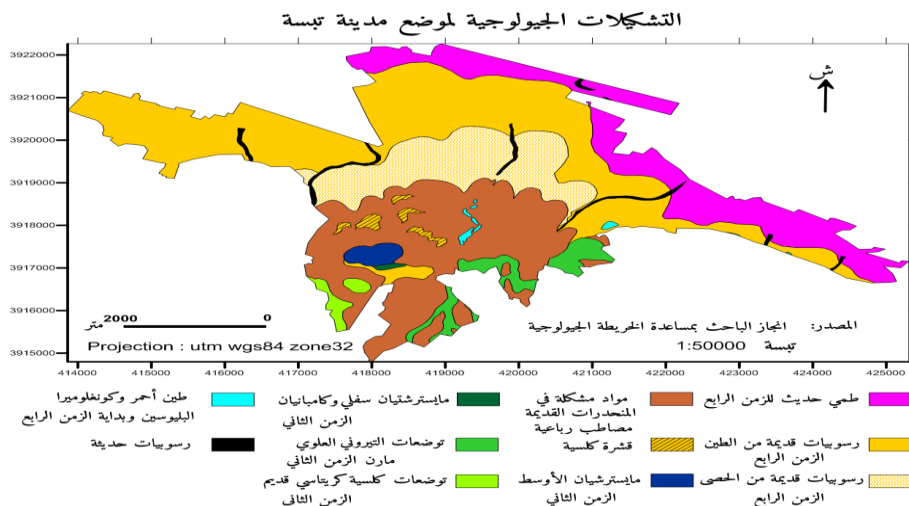 التشكيلات الجيولوجية لموضع مدينة تبسة
3922000
3921000
3920000
3919000
3918000
3917000
3916000
3915000
ش
2000
0
متر
Projection : utm wgs84 zone32
المصدر: انجاز الباحث بمساعدة الخريطة الجيولوجية
تبسة 1:50000
414000 415000 416000 417000 418000 419000 420000 421000 422000 423000 424000 425000
طمي حديث للزمن الرابع
رسوبيات قديمة من الطين
الزمن الرابع
رسوبيات قديمة من الحصى
الزمن الرابع
مواد مشكلة في
المنحدرات القديمة
مصاطب رباعية
قشرة كلسية
مايسترشيان الأوسط
الزمن الثاني
مايسترشتيان سفلي وكامبانيان
الزمن الثاني
توضعات التيروني العلوي
مارن الزمن الثاني
توضعات كلسية كريتاسي قديم
الزمن الثاني
طين أحمر وكونغلوميرا
البليوسين وبداية الزمن الرابع
رسوبيات حديثة